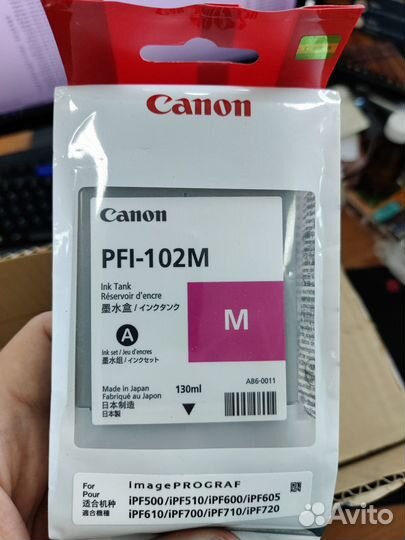 Canon
Canon
PFI-102M
Ink Tank
Réservoir d'encre
墨水盒/インクタンク
M
A
Ink set / Jeu d'encres
墨水组/インクセット
Made in Japan
Fabriqué au Japon
日本制造
日本製
130ml
A86-0011
For
Pour
适合机种
適合機種
imagePROGRAF
iPF500/iPF510/iPF600/iPF605
iPF610/iPF700/iPF710/iPF720
Avito